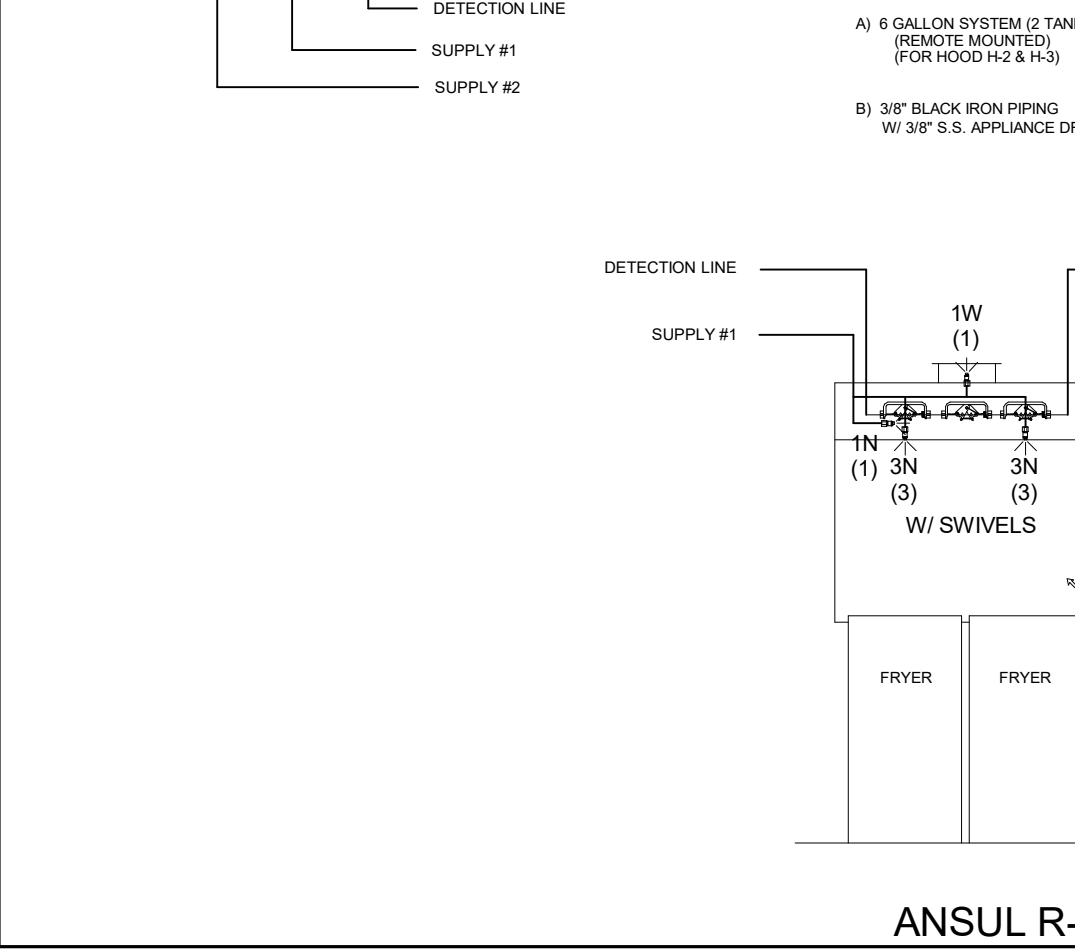 DETECTION LINE
SUPPLY #1
SUPPLY #2
A) 6 GALLON SYSTEM (2 TAN
(REMOTE MOUNTED)
(FOR HOOD H-2 & H-3)
B) 3/8" BLACK IRON PIPING
W/ 3/8" S.S. APPLIANCE D
DETECTION LINE
SUPPLY #1
1W
(1)
1N
(1)
3N
(3)
3N
(3)
W/ SWIVELS
FRYER
FRYER
ANSUL R-